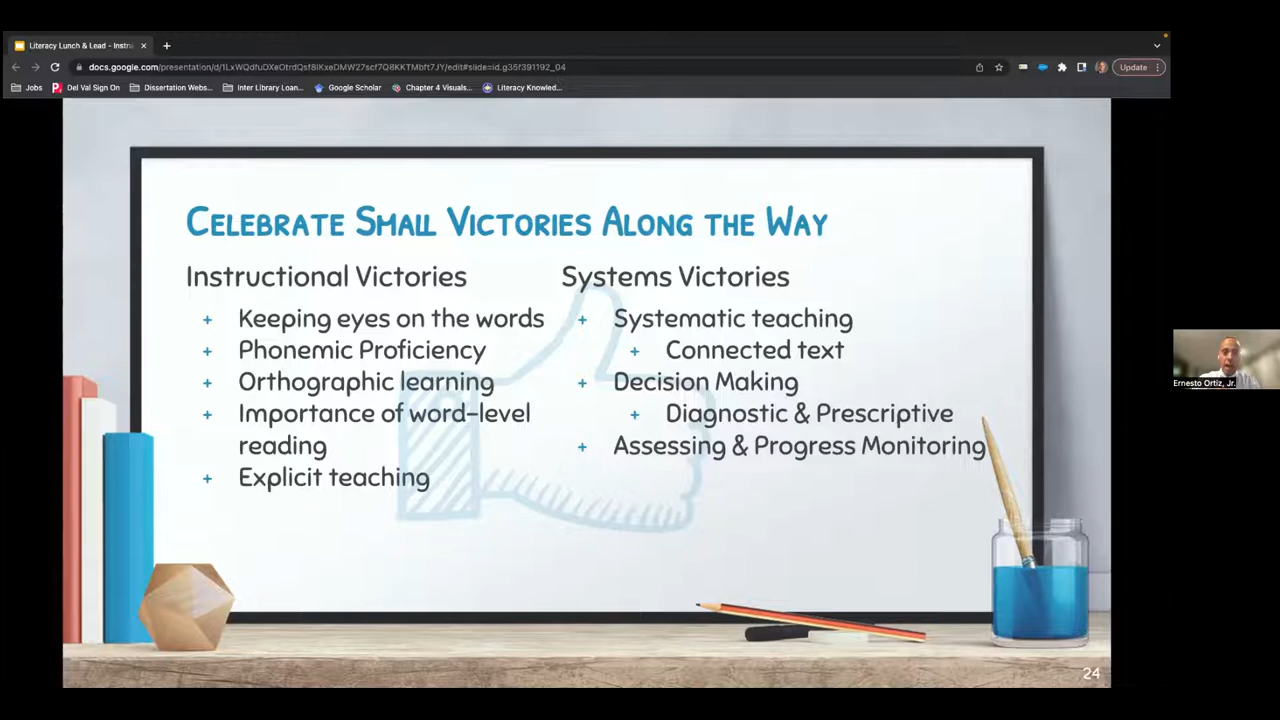 Literacy Lunch & Lead - Instru
docs.google.com/presentation/d/1LxWQdfuDXeOtrdQsf8IKxeDMW27scf7Q8KKTMbft7JY/edit#slide=id.g35f391192_04
Update
Jobs
Del Val Sign On
Dissertation Webs...
Inter Library Loan...
Google Scholar
Chapter 4 Visuals...
Literacy Knowled...
Celebrate Small Victories Along the Way
Instructional Victories
+ Keeping eyes on the words
+ Phonemic Proficiency
+ Orthographic learning
+ Importance of word-level
reading
+ Explicit teaching
Systems Victories
+ Systematic teaching
+ Connected text
+ Decision Making
+ Diagnostic & Prescriptive
+ Assessing & Progress Monitoring
24
Ernesto Ortiz, Jr.